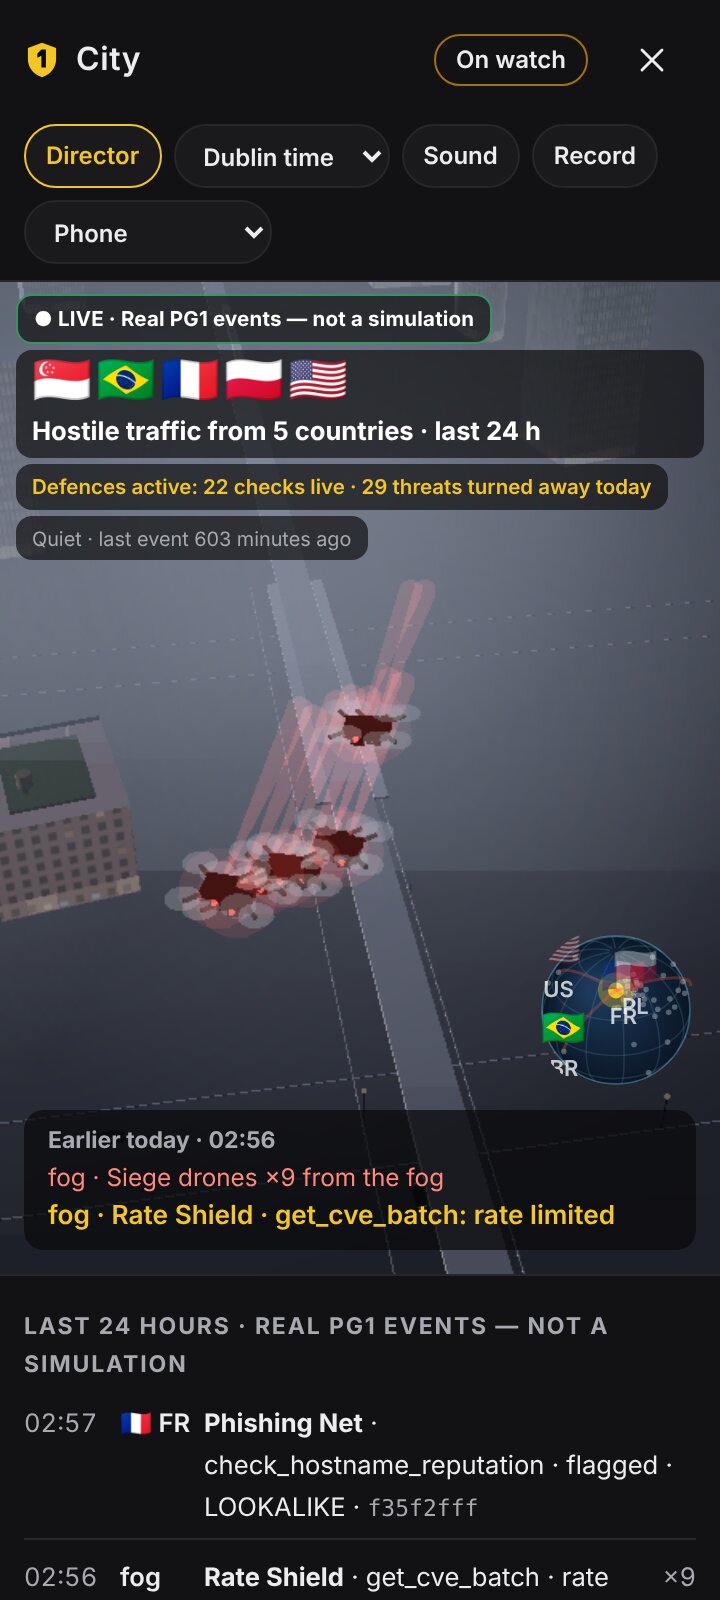 1 City
On watch
Director
Dublin time
Sound
Record
Phone
LIVE · Real PG1 events — not a simulation
Hostile traffic from 5 countries · last 24 h
Defences active: 22 checks live · 29 threats turned away today
Quiet · last event 603 minutes ago
US
PL
FR
BR
Earlier today · 02:56
fog · Siege drones ×9 from the fog
fog · Rate Shield · get_cve_batch: rate limited
LAST 24 HOURS · REAL PG1 EVENTS — NOT A
SIMULATION
02:57 FR Phishing Net ·
check_hostname_reputation · flagged ·
LOOKALIKE · f35f2fff
02:56 fog Rate Shield · get_cve_batch · rate ×9